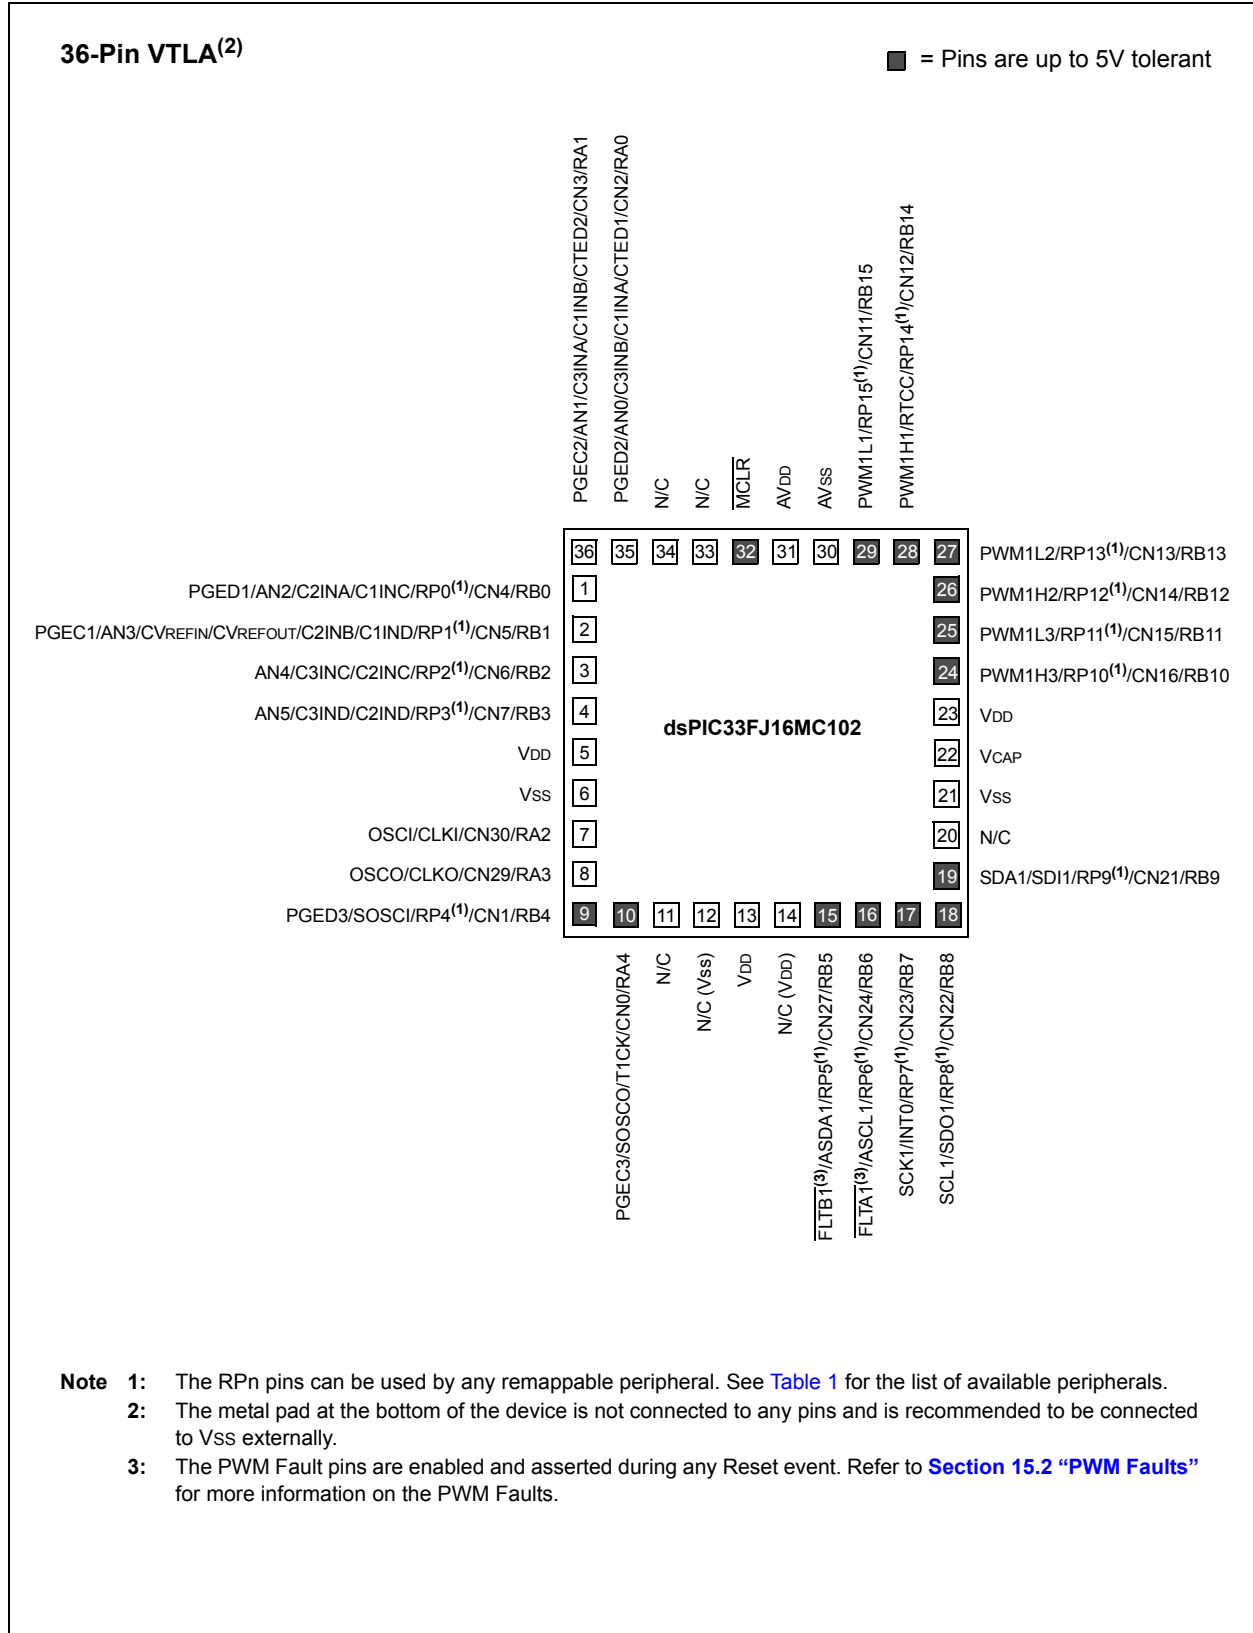 36-Pin VTLA(2)
= Pins are up to 5V tolerant
PGEC2/AN1/C3INA/C1INB/CTED2/CN3/RA1
PGED2/AN0/C3INB/C1INA/CTED1/CN2/RA0
N/C
N/C
MCLR
AVDD
AVSS
PWM1L1/RP15(1)/CN11/RB15
PWM1H1/RTCC/RP14(1)/CN12/RB14
36 35 34 33 32 31 30 29 28 27 PWM1L2/RP13(1)/CN13/RB13
PGED1/AN2/C2INA/C1INC/RP0(1)/CN4/RB0 1 26 PWM1H2/RP12(1)/CN14/RB12
PGEC1/AN3/CVREFIN/CVREFOUT/C2INB/C1IND/RP1(1)/CN5/RB1 2 25 PWM1L3/RP11(1)/CN15/RB11
AN4/C3INC/C2INC/RP2(1)/CN6/RB2 3 24 PWM1H3/RP10(1)/CN16/RB10
AN5/C3IND/C2IND/RP3(1)/CN7/RB3 4 23 VDD
dsPIC33FJ16MC102
VDD 5 22 VCAP
VSS 6 21 VSS
OSCI/CLKI/CN30/RA2 7 20 N/C
OSCO/CLKO/CN29/RA3 8 19 SDA1/SDI1/RP9(1)/CN21/RB9
PGED3/SOSCI/RP4(1)/CN1/RB4 9 10 11 12 13 14 15 16 17 18
PGEC3/SOSCO/T1CK/CN0/RA4
N/C
N/C (Vss)
VDD
N/C (VDD)
FLTB1(3)/ASDA1/RP5(1)/CN27/RB5
FLTA1(3)/ASCL1/RP6(1)/CN24/RB6
SCK1/INT0/RP7(1)/CN23/RB7
SCL1/SDO1/RP8(1)/CN22/RB8
Note 1: The RPn pins can be used by any remappable peripheral. See Table 1 for the list of available peripherals.
2: The metal pad at the bottom of the device is not connected to any pins and is recommended to be connected
to VSS externally.
3: The PWM Fault pins are enabled and asserted during any Reset event. Refer to Section 15.2 “PWM Faults”
for more information on the PWM Faults.